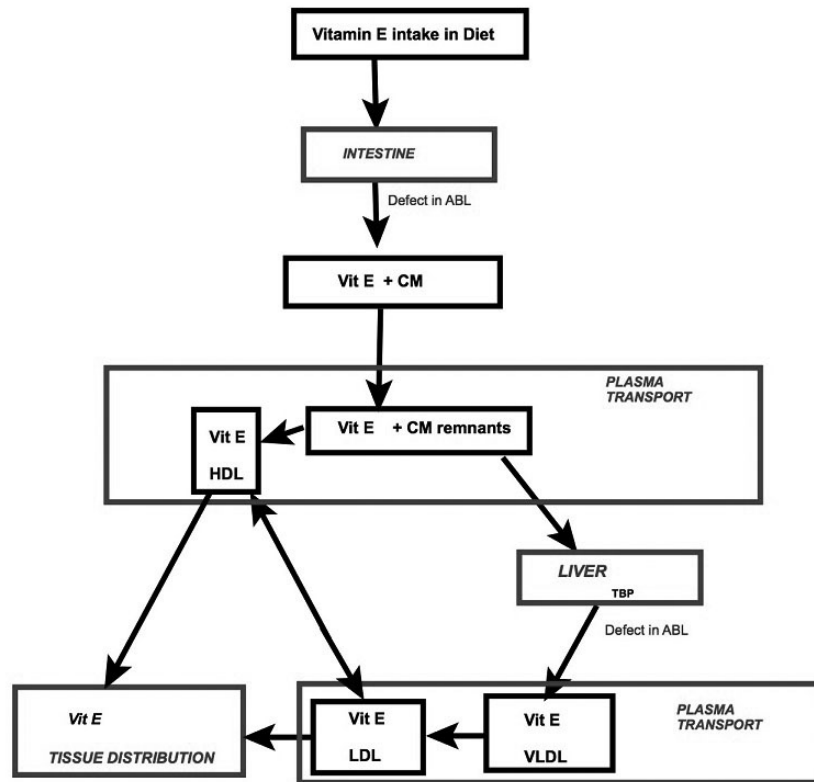 Vitamin E intake in Diet
INTESTINE
Defect in ABL
Vit E + CM
PLASMA
TRANSPORT
Vit E + CM remnants
Vit E
HDL
LIVER
TBP
Defect in ABL
Vit E
TISSUE DISTRIBUTION
Vit E
LDL
Vit E
VLDL
PLASMA
TRANSPORT